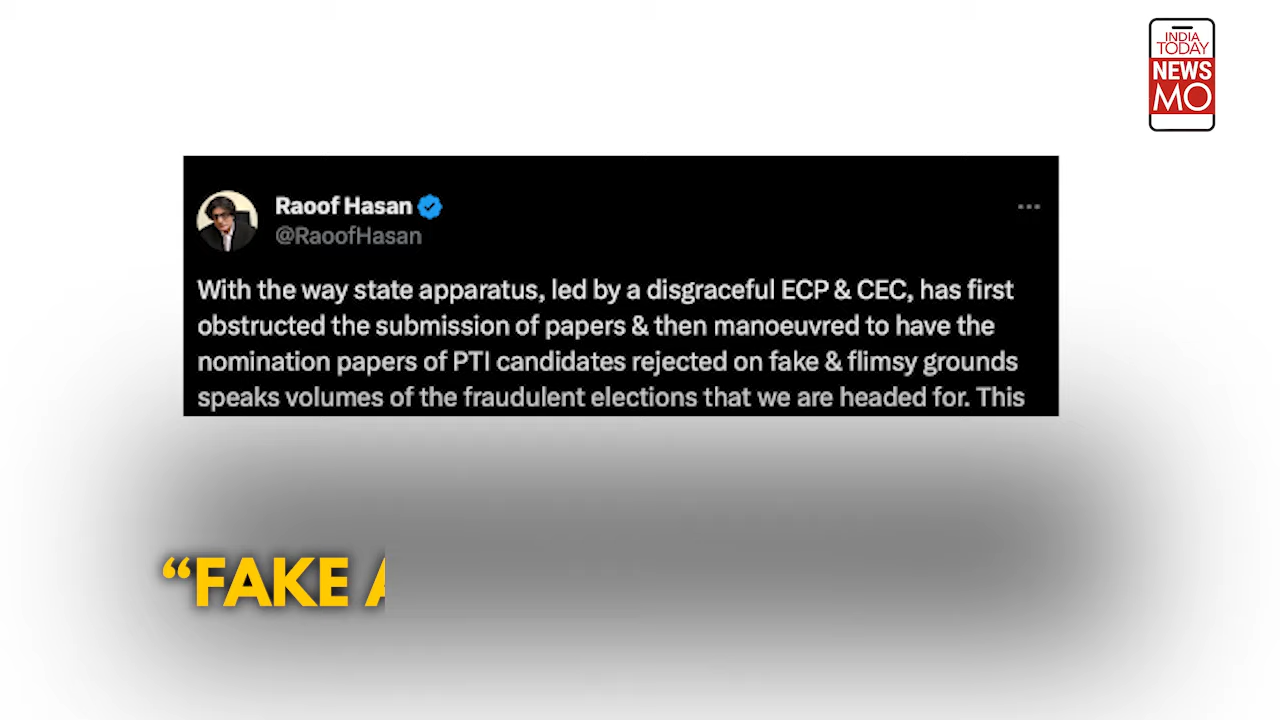 INDIA
TODAY
NEWS
MO
Raoof Hasan
@RaoofHasan
With the way state apparatus, led by a disgraceful ECP & CEC, has first
obstructed the submission of papers & then manoeuvred to have the
nomination papers of PTI candidates rejected on fake & flimsy grounds
speaks volumes of the fraudulent elections that we are headed for. This
“FAKE A